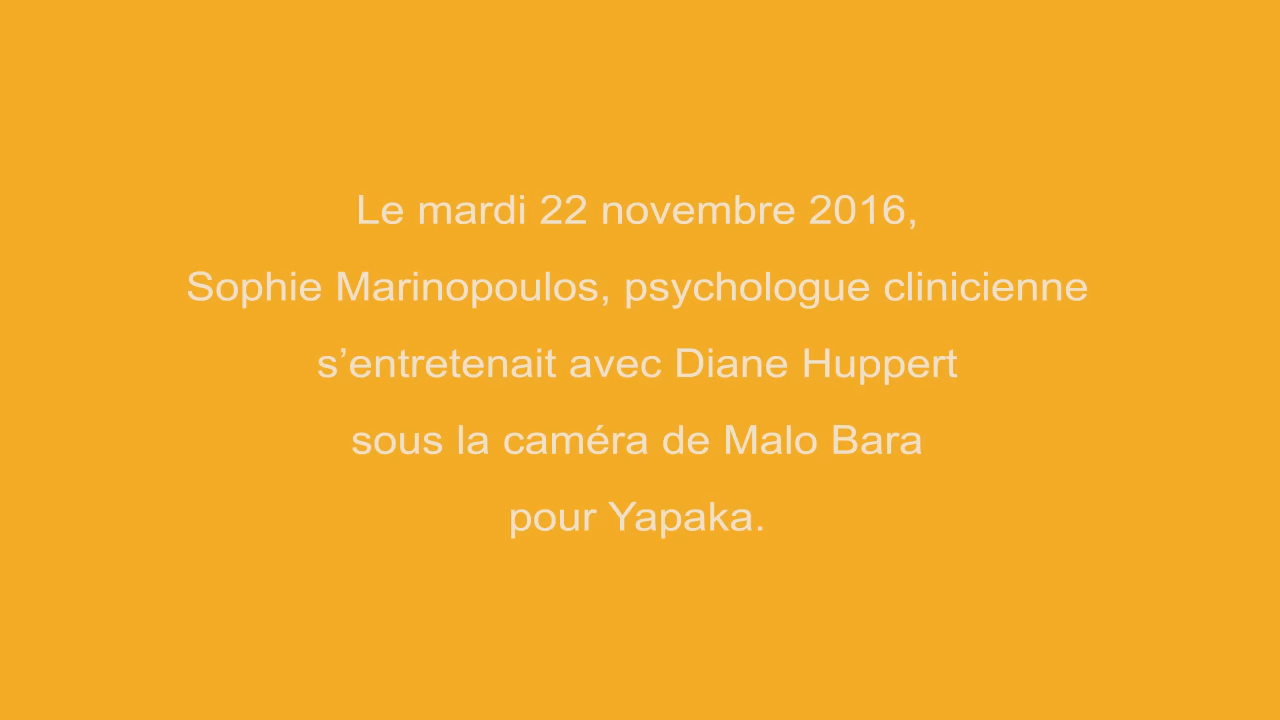 Le mardi 22 novembre 2016,
Sophie Marinopoulos, psychologue clinicienne
s’entretenait avec Diane Huppert
sous la caméra de Malo Bara
pour Yapaka.